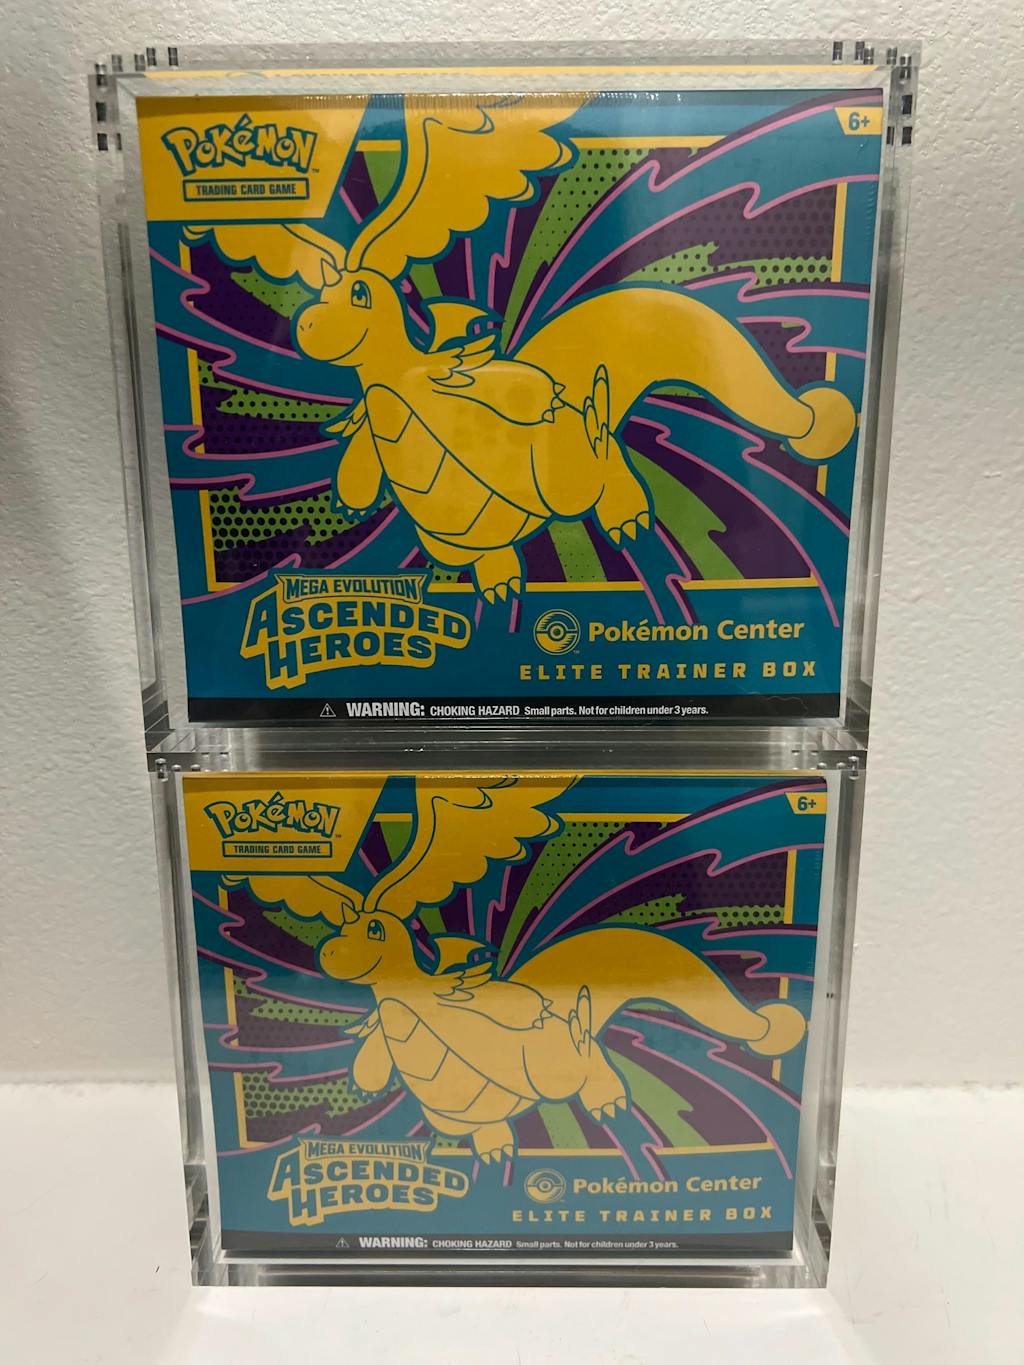 POKéMON
TRADING CARD GAME
6+
MEGA EVOLUTION
ASCENDED
HEROES
Pokémon Center
ELITE TRAINER BOX
WARNING: CHOKING HAZARD Small parts. Not for children under 3 years.
POKéMON
TRADING CARD GAME
6+
MEGA EVOLUTION
ASCENDED
HEROES
Pokémon Center
ELITE TRAINER BOX
WARNING: CHOKING HAZARD Small parts. Not for children under 3 years.